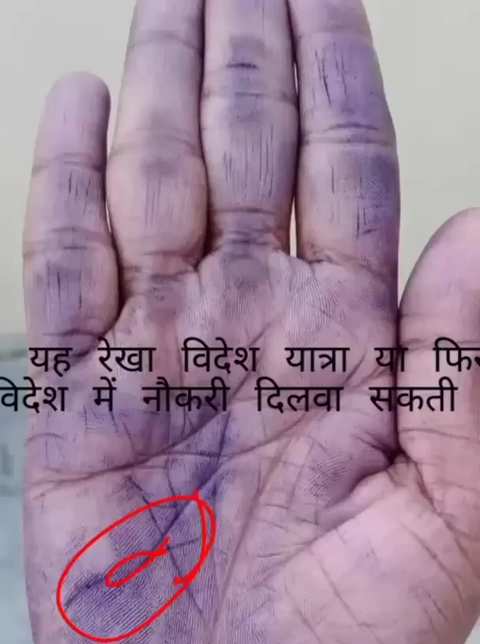 यह रेखा विदेश यात्रा या फिर
विदेश में नौकरी दिलवा सकती